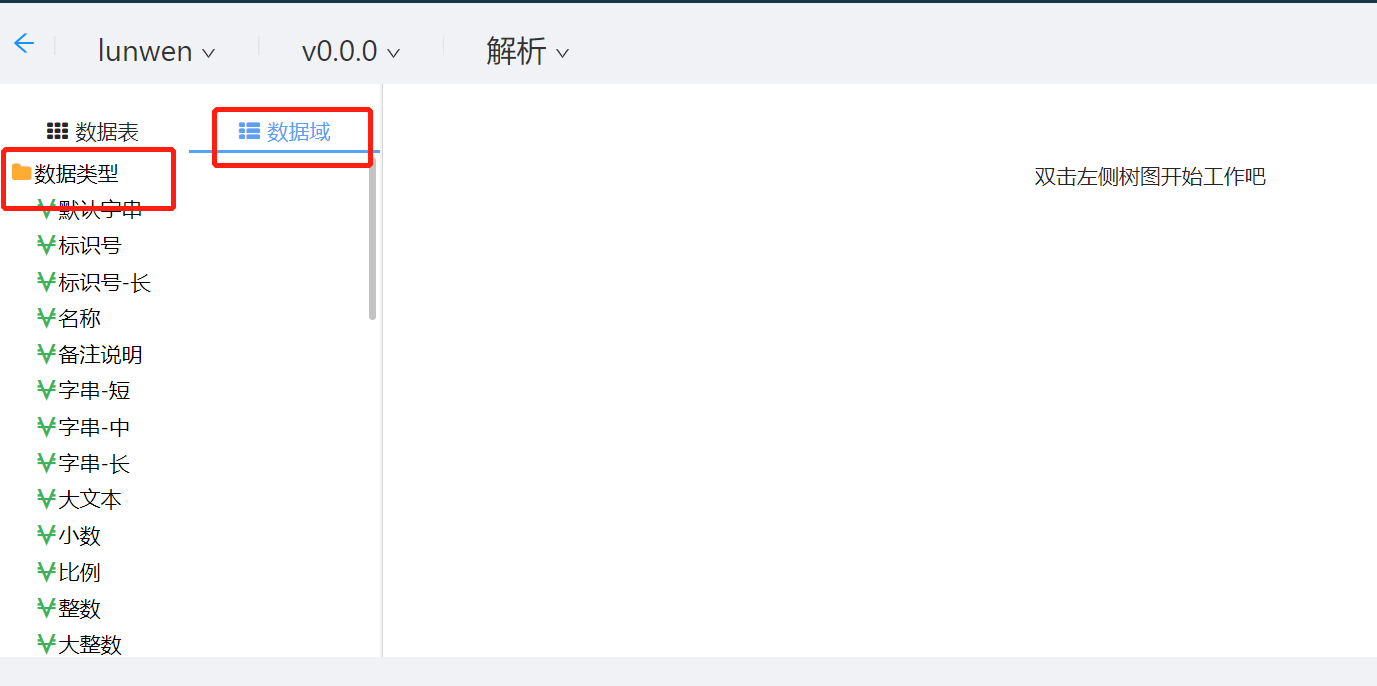 lunwen v0.0.0 解析
数据表 数据域
数据类型
双击左侧树图开始工作吧
默认字串
标识号
标识号-长
名称
备注说明
字串-短
字串-中
字串-长
大文本
小数
比例
整数
大整数